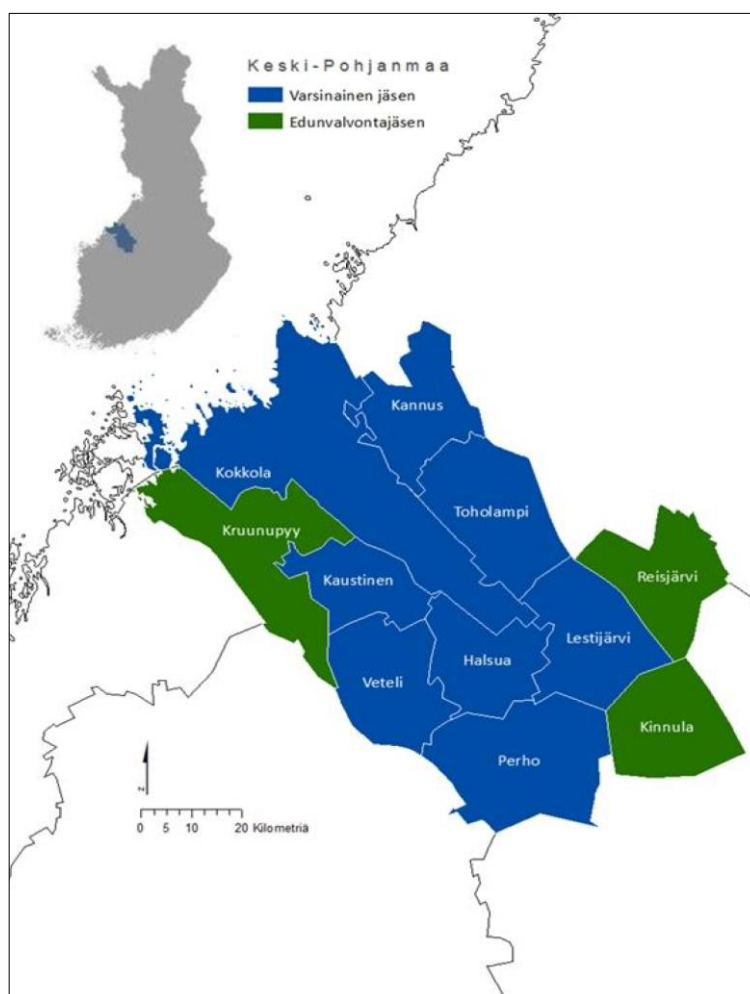 Keski-Pohjanmaa
Varsinainen jäsen
Edunvalvontajäsen
Kannus
Kokkola
Toholampi
Kruunupyy
Kaustinen
Reisjärvi
Lestijärvi
Halsua
Veteli
Kinnula
Perho
z
0 5 10 20 Kilometriä